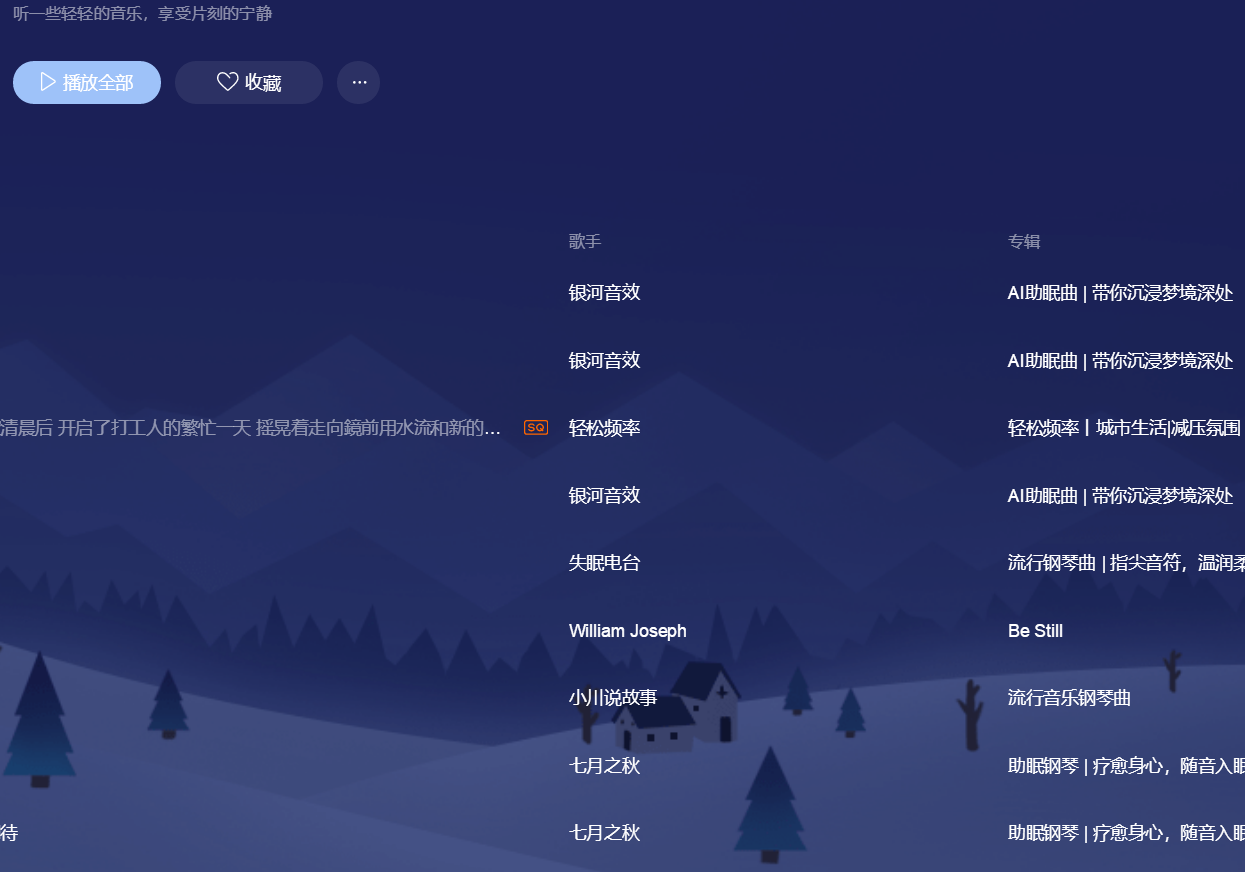 听一些轻轻的音乐，享受片刻的宁静
播放全部 收藏 ...
歌手 专辑
银河音效 AI助眠曲 | 带你沉浸梦境深处
银河音效 AI助眠曲 | 带你沉浸梦境深处
清晨后 开启了打工人的繁忙一天 摇晃着走向鏡前用水流和新的... SQ 轻松频率 轻松频率丨城市生活|减压氛围
银河音效 AI助眠曲 | 带你沉浸梦境深处
失眠电台 流行钢琴曲 | 指尖音符，温润柔
William Joseph Be Still
小川说故事 流行音乐钢琴曲
七月之秋 助眠钢琴 | 疗愈身心，随音入眠
待 七月之秋 助眠钢琴 | 疗愈身心，随音入眠